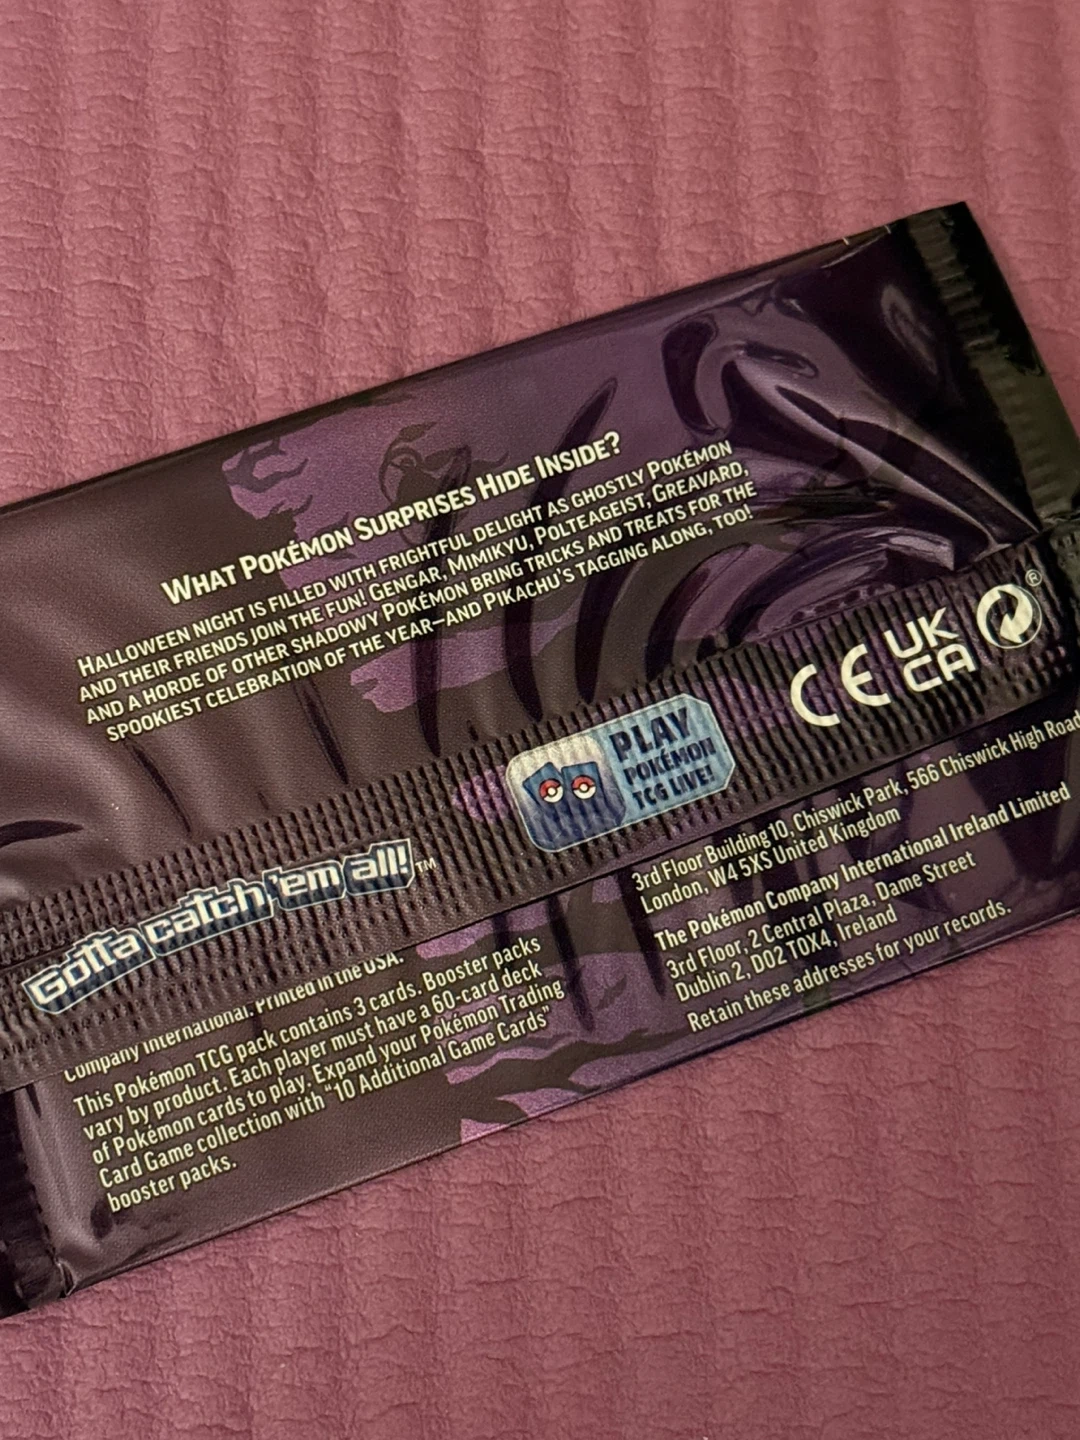 WHAT POKÉMON SURPRISES HIDE INSIDE?
HALLOWEEN NIGHT IS FILLED WITH FRIGHTFUL DELIGHT AS GHOSTLY POKÉMON
AND THEIR FRIENDS JOIN THE FUN! GENGAR, MIMIKYU, POLTEAGEIST, GREAVARD,
AND A HORDE OF OTHER SHADOWY POKÉMON BRING TRICKS AND TREATS FOR THE
SPOOKIEST CELEBRATION OF THE YEAR—AND PIKACHU'S TAGGING ALONG, TOO!
Gotta catch 'em all!™
PLAY
POKÉMON
TCG LIVE!
CE
UK
CA
®
Company International. Printed in the USA.
This Pokémon TCG pack contains 3 cards. Booster packs
vary by product. Each player must have a 60-card deck
of Pokémon cards to play. Expand your Pokémon Trading
Card Game collection with "10 Additional Game Cards"
booster packs.
3rd Floor Building 10, Chiswick Park, 566 Chiswick High Road
London, W4 5XS United Kingdom
The Pokémon Company International Ireland Limited
3rd Floor, 2 Central Plaza, Dame Street
Dublin 2, D02 T0X4, Ireland
Retain these addresses for your records.